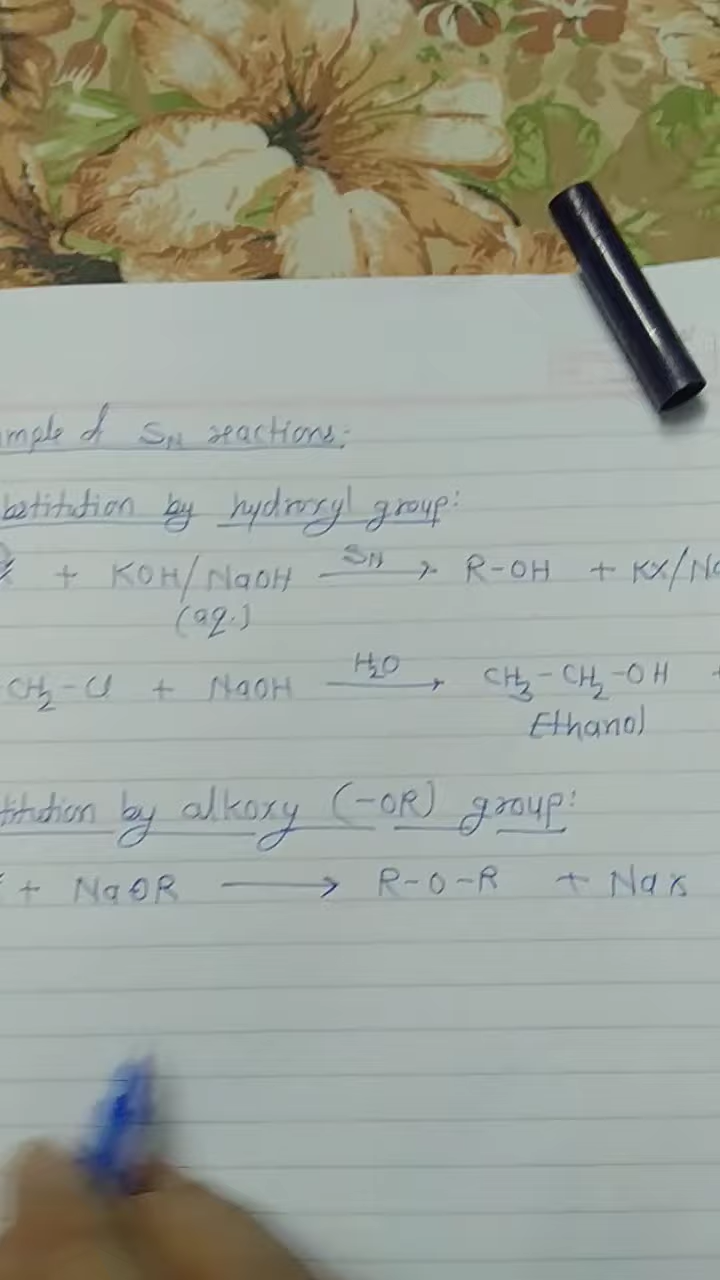 mple of SN reactions:
bstitution by hydroxyl group:
+ KOH/NaOH SN → R-OH + KX/Na
(aq.)
CH2-Cl + NaOH H2O → CH3-CH2-OH +
Ethanol
titution by alkoxy (-OR) group:
+ NaOR → R-O-R + Nax